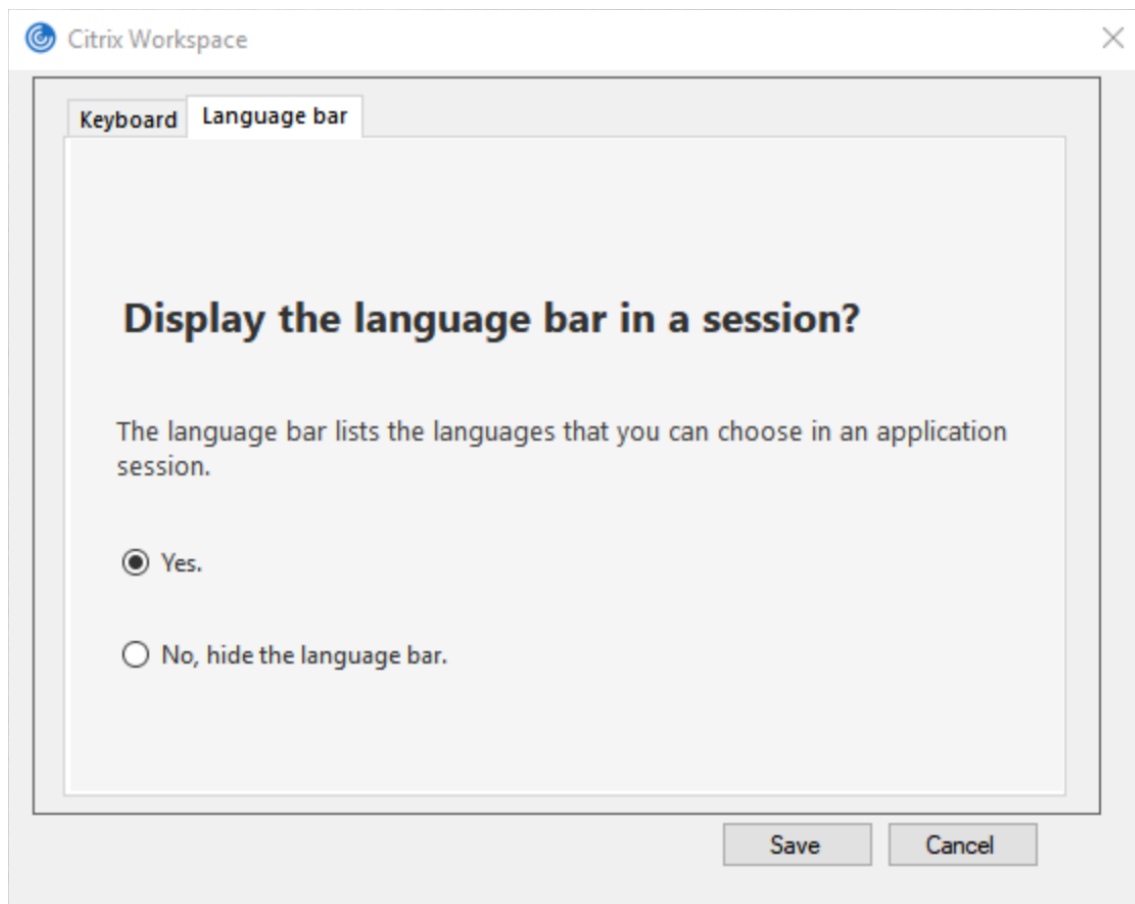 Citrix Workspace
Keyboard
Language bar
Display the language bar in a session?
The language bar lists the languages that you can choose in an application
session.
Yes.
No, hide the language bar.
Save
Cancel